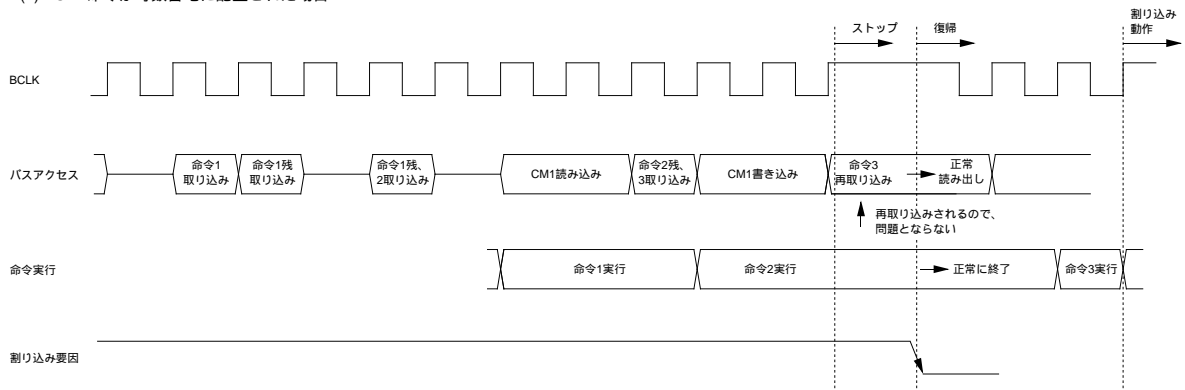 ストップ
復帰
割り込み
動作
BCLK
バスアクセス
命令1
取り込み
命令1残
取り込み
命令1残、
2取り込み
CM1読み込み
命令2残、
3取り込み
CM1書き込み
命令3
再取り込み
正常
読み出し
再取り込みされるので、
問題とならない
命令実行
命令1実行
命令2実行
正常に終了
命令3実行
割り込み要因